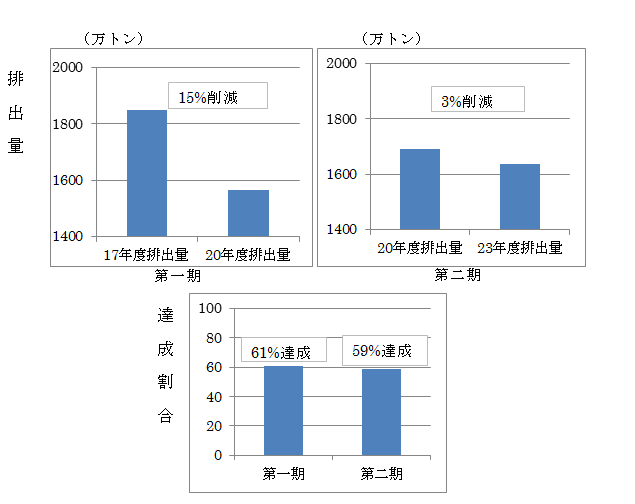 （万トン）
（万トン）
排出量
2000
1800
1600
1400
15%削減
17年度排出量
20年度排出量
第一期
2000
1800
1600
1400
3%削減
20年度排出量
23年度排出量
第二期
達成割合
100
80
60
40
20
0
61%達成
59%達成
第一期
第二期